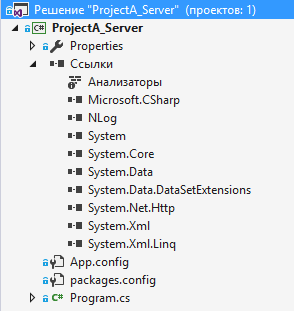 Решение "ProjectA_Server" (проектов: 1)
C# ProjectA_Server
Properties
Ссылки
Анализаторы
Microsoft.CSharp
NLog
System
System.Core
System.Data
System.Data.DataSetExtensions
System.Net.Http
System.Xml
System.Xml.Linq
App.config
packages.config
C# Program.cs